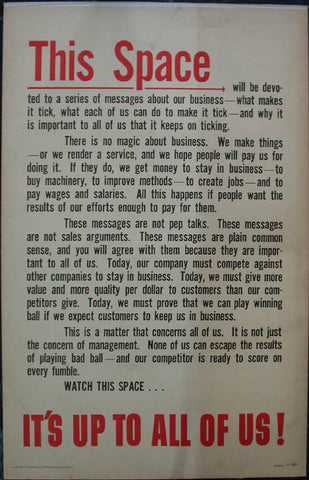 This Space
will be devo-
ted to a series of messages about our business—what makes
it tick, what each of us can do to make it tick—and why it
is important to all of us that it keeps on ticking.
There is no magic about business. We make things
—or we render a service, and we hope people will pay us for
doing it. If they do, we get money to stay in business—to
buy machinery, to improve methods—to create jobs—and to
pay wages and salaries. All this happens if people want the
results of our efforts enough to pay for them.
These messages are not pep talks. These messages
are not sales arguments. These messages are plain common
sense, and you will agree with them because they are impor-
tant to all of us. Today, our company must compete against
other companies to stay in business. Today, we must give more
value and more quality per dollar to customers than our com-
petitors give. Today, we must prove that we can play winning
ball if we expect customers to keep us in business.
This is a matter that concerns all of us. It is not just
the concern of management. None of us can escape the results
of playing bad ball—and our competitor is ready to score on
every fumble.
WATCH THIS SPACE . . .
IT'S UP TO ALL OF US!